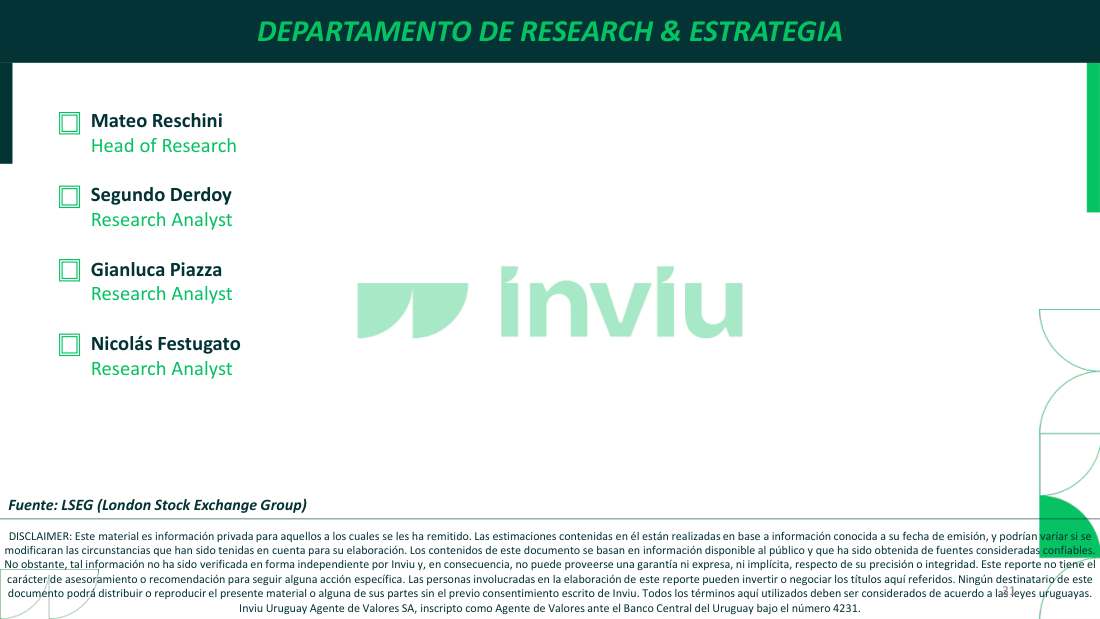 DEPARTAMENTO DE RESEARCH & ESTRATEGIA
Mateo Reschini
Head of Research
Segundo Derdoy
Research Analyst
Gianluca Piazza
Research Analyst
Nicolás Festugato
Research Analyst
inviu
Fuente: LSEG (London Stock Exchange Group)
DISCLAIMER: Este material es información privada para aquellos a los cuales se les ha remitido. Las estimaciones contenidas en él están realizadas en base a información conocida a su fecha de emisión, y podrían variar si se
modificaran las circunstancias que han sido tenidas en cuenta para su elaboración. Los contenidos de este documento se basan en información disponible al público y que ha sido obtenida de fuentes consideradas confiables.
No obstante, tal información no ha sido verificada en forma independiente por Inviu y, en consecuencia, no puede proveerse una garantía ni expresa, ni implícita, respecto de su precisión o integridad. Este reporte no tiene el
carácter de asesoramiento o recomendación para seguir alguna acción específica. Las personas involucradas en la elaboración de este reporte pueden invertir o negociar los títulos aquí referidos. Ningún destinatario de este
documento podrá distribuir o reproducir el presente material o alguna de sus partes sin el previo consentimiento escrito de Inviu. Todos los términos aquí utilizados deben ser considerados de acuerdo a las leyes uruguayas.
Inviu Uruguay Agente de Valores SA, inscripto como Agente de Valores ante el Banco Central del Uruguay bajo el número 4231.